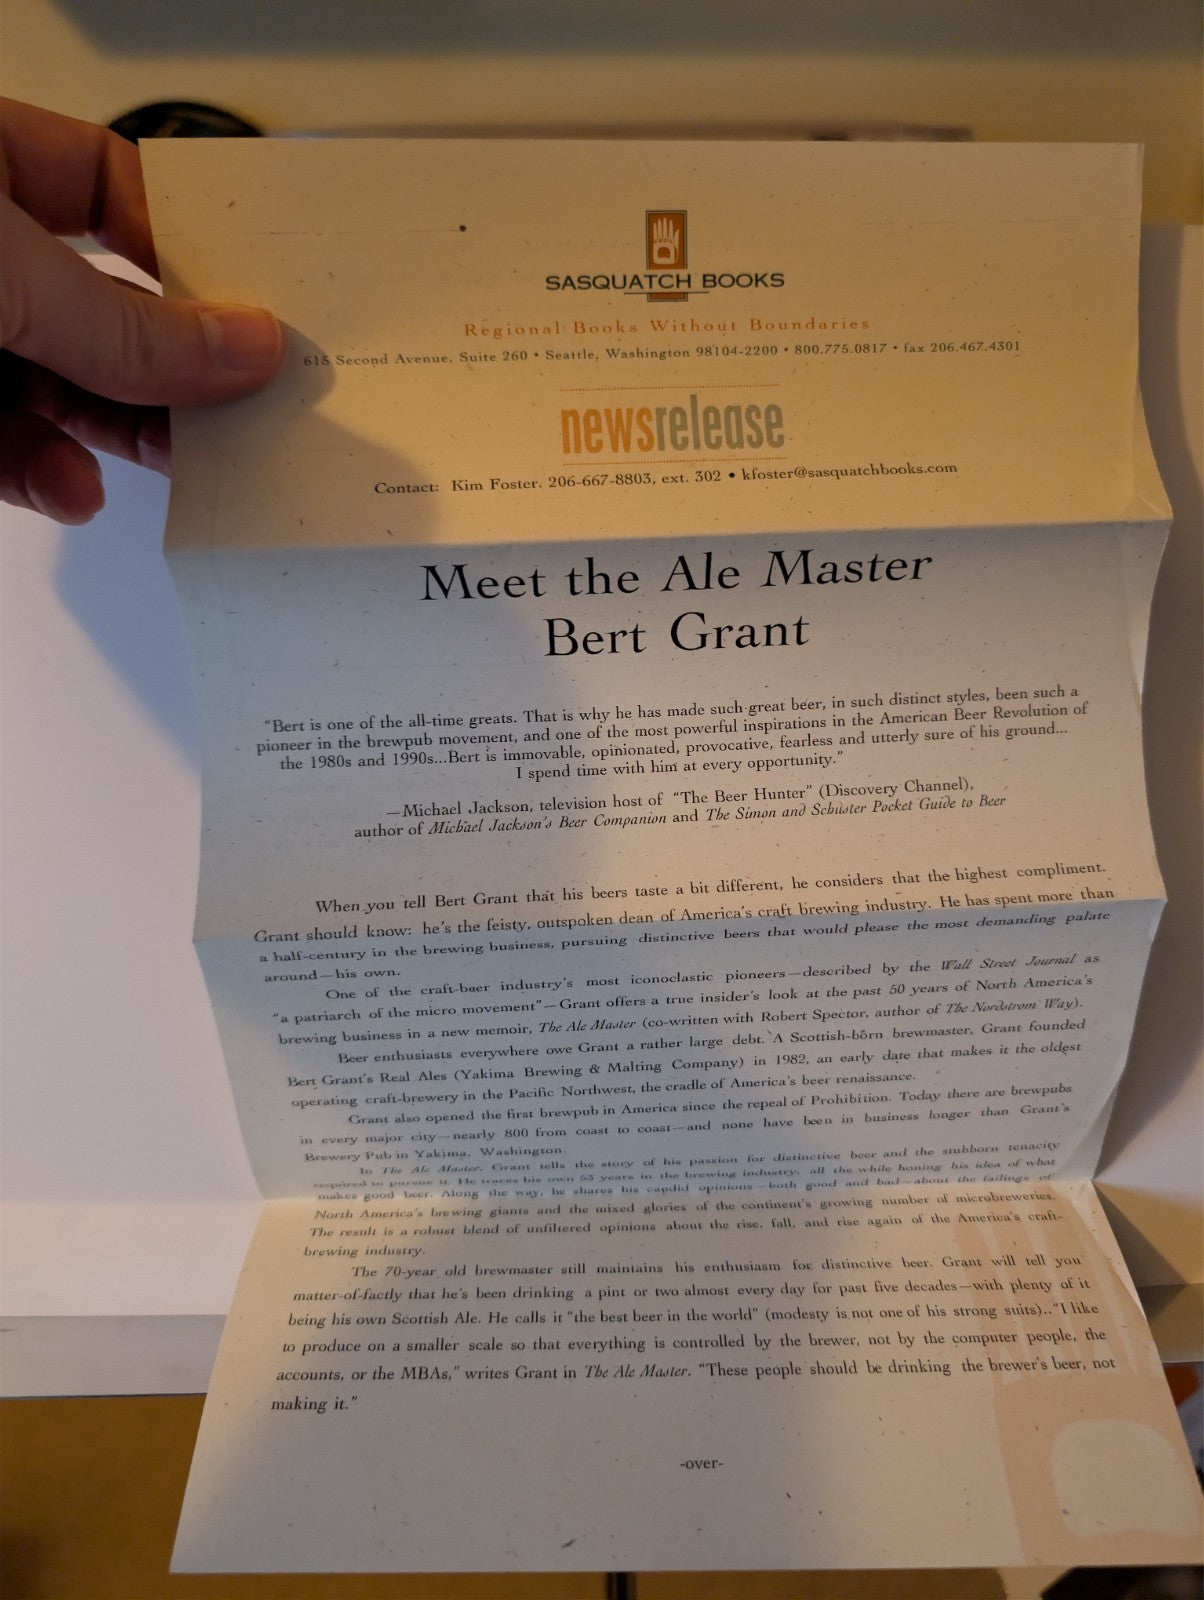 SASQUATCH BOOKS
Regional Books Without Boundaries
615 Second Avenue, Suite 260 • Seattle, Washington 98104-2200 • 800.775.0817 • fax 206.467.4301
newsrelease
Contact: Kim Foster. 206-667-8803, ext. 302 • kfoster@sasquatchbooks.com
Meet the Ale Master
Bert Grant
"Bert is one of the all-time greats. That is why he has made such great beer, in such distinct styles, been such a
pioneer in the brewpub movement, and one of the most powerful inspirations in the American Beer Revolution of
the 1980s and 1990s...Bert is immovable, opinionated, provocative, fearless and utterly sure of his ground...
I spend time with him at every opportunity."
—Michael Jackson, television host of "The Beer Hunter" (Discovery Channel),
author of Michael Jackson's Beer Companion and The Simon and Schuster Pocket Guide to Beer
When you tell Bert Grant that his beers taste a bit different, he considers that the highest compliment.
Grant should know: he's the feisty, outspoken dean of America's craft brewing industry. He has spent more than
a half-century in the brewing business, pursuing distinctive beers that would please the most demanding palate
around—his own.
One of the craft-beer industry's most iconoclastic pioneers—described by the Wall Street Journal as
"a patriarch of the micro movement"—Grant offers a true insider's look at the past 50 years of North America's
brewing business in a new memoir, The Ale Master (co-written with Robert Spector, author of The Nordstrom Way).
Beer enthusiasts everywhere owe Grant a rather large debt. A Scottish-born brewmaster, Grant founded
Bert Grant's Real Ales (Yakima Brewing & Malting Company) in 1982, an early date that makes it the oldest
operating craft-brewery in the Pacific Northwest, the cradle of America's beer renaissance.
Grant also opened the first brewpub in America since the repeal of Prohibition. Today there are brewpubs
in every major city—nearly 800 from coast to coast—and none have been in business longer than Grant's
Brewery Pub in Yakima, Washington.
In The Ale Master, Grant tells the story of his passion for distinctive beer and the stubborn tenacity
required to pursue it. He traces his own 55 years in the brewing industry, all the while honing his idea of what
makes good beer. Along the way, he shares his candid opinions—both good and bad—about the failings of
North America's brewing giants and the mixed glories of the continent's growing number of microbreweries.
The result is a robust blend of unfiltered opinions about the rise, fall, and rise again of the America's craft-
brewing industry.
The 70-year old brewmaster still maintains his enthusiasm for distinctive beer. Grant will tell you
matter-of-factly that he's been drinking a pint or two almost every day for past five decades—with plenty of it
being his own Scottish Ale. He calls it "the best beer in the world" (modesty is not one of his strong suits).."I like
to produce on a smaller scale so that everything is controlled by the brewer, not by the computer people, the
accounts, or the MBAs," writes Grant in The Ale Master. "These people should be drinking the brewer's beer, not
making it."
-over-